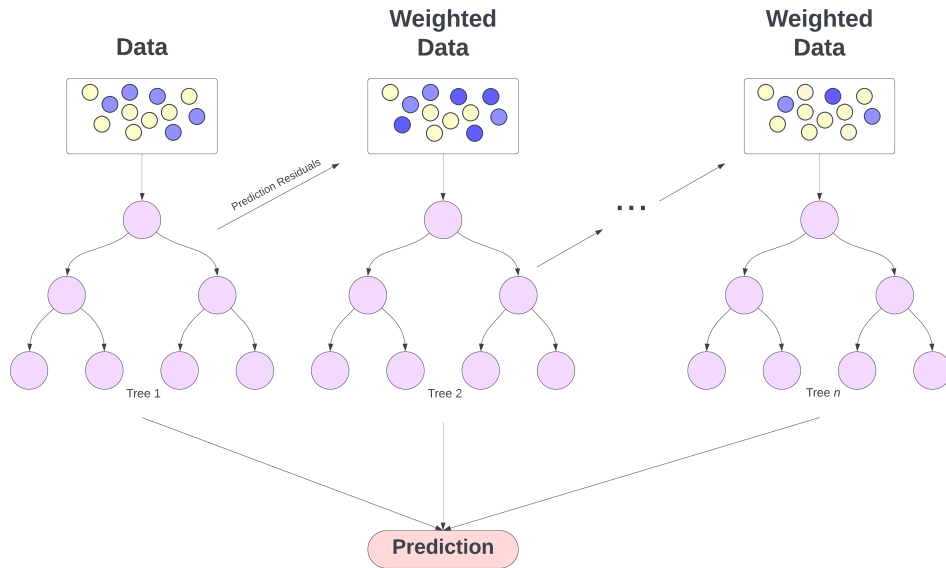 Data
Weighted
Data
Weighted
Data
Prediction Residuals
...
Tree 1
Tree 2
Tree n
Prediction